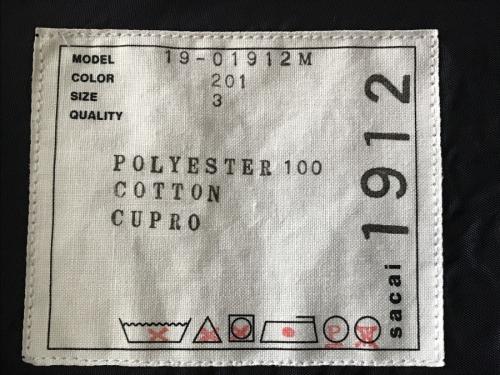 MODEL 19-01912M
COLOR 201
SIZE 3
QUALITY
POLYESTER 100
COTTON
CUPRO
sacai 1912